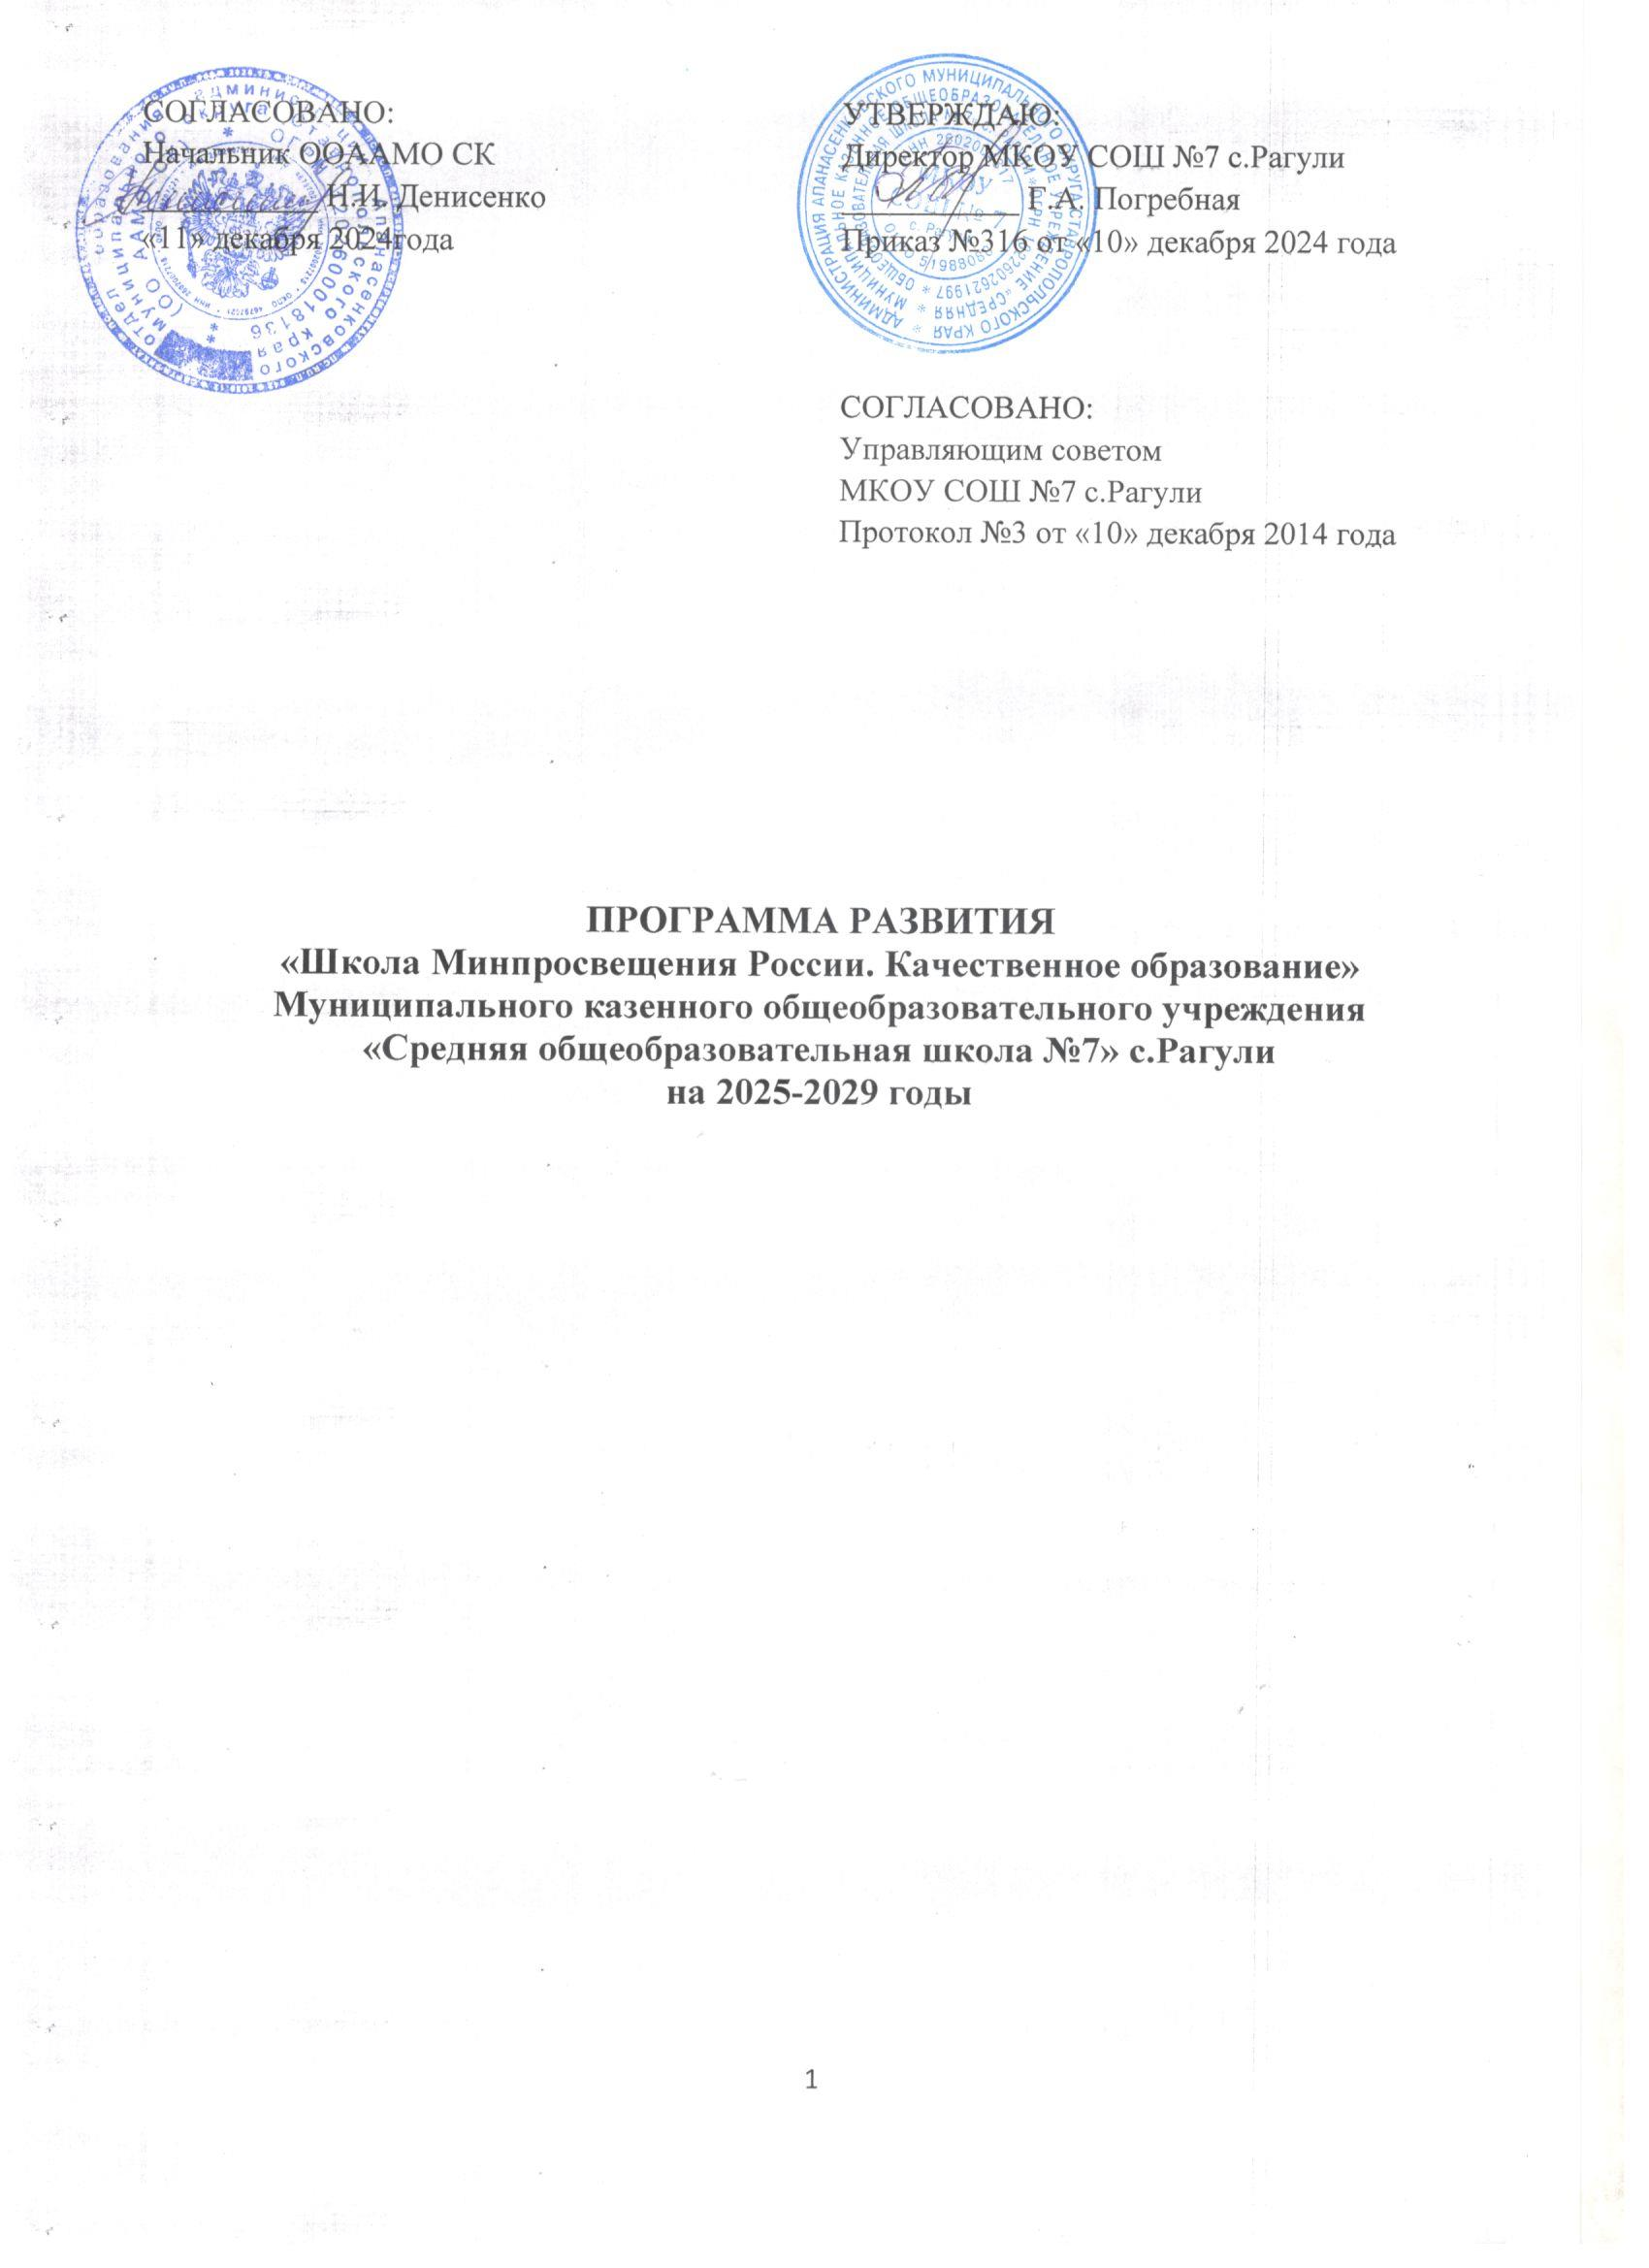 СОГЛАСОВАНО:
Начальник ООААМО СК
Н.И. Денисенко
«11» декабря 2024года
УТВЕРЖДАЮ:
Директор МКОУ СОШ №7 с.Рагули
Г.А. Погребная
Приказ №316 от «10» декабря 2024 года
СОГЛАСОВАНО:
Управляющим советом
МКОУ СОШ №7 с.Рагули
Протокол №3 от «10» декабря 2014 года
ПРОГРАММА РАЗВИТИЯ
«Школа Минпросвещения России. Качественное образование»
Муниципального казенного общеобразовательного учреждения
«Средняя общеобразовательная школа №7» с.Рагули
на 2025-2029 годы
1